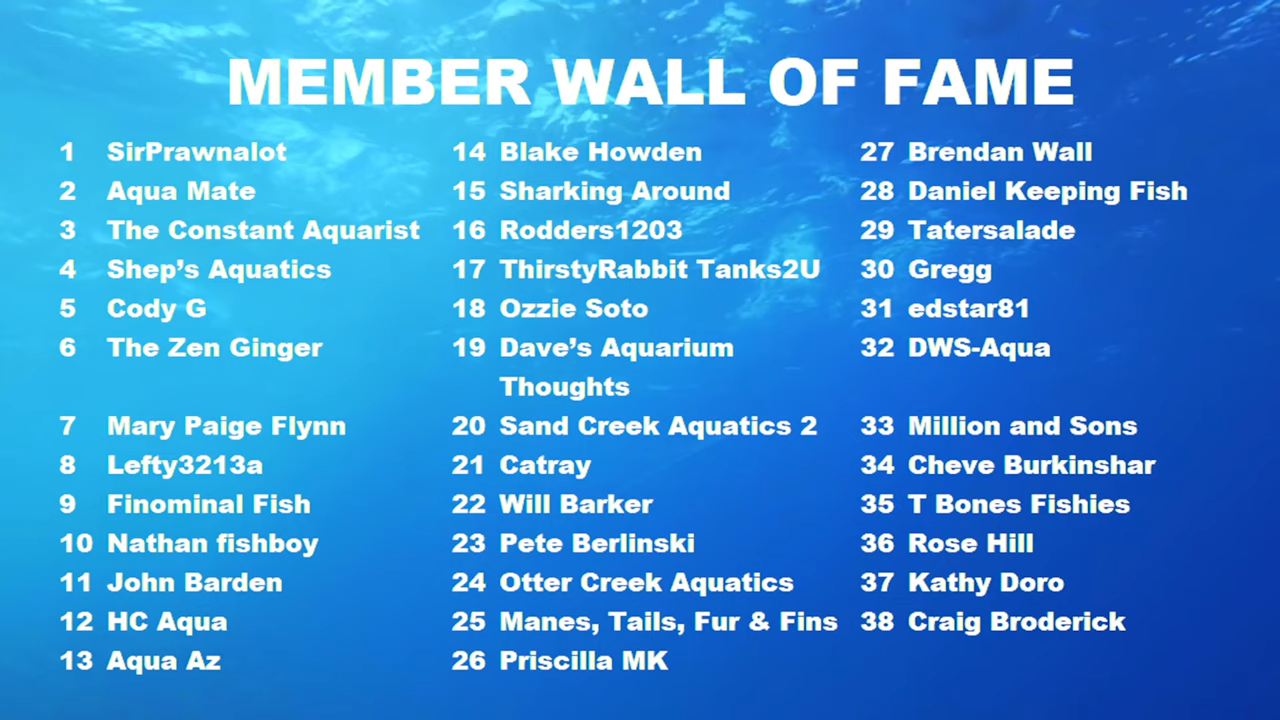 MEMBER WALL OF FAME
1 SirPrawnalot
2 Aqua Mate
3 The Constant Aquarist
4 Shep’s Aquatics
5 Cody G
6 The Zen Ginger
7 Mary Paige Flynn
8 Lefty3213a
9 Finominal Fish
10 Nathan fishboy
11 John Barden
12 HC Aqua
13 Aqua Az
14 Blake Howden
15 Sharking Around
16 Rodders1203
17 ThirstyRabbit Tanks2U
18 Ozzie Soto
19 Dave’s Aquarium
Thoughts
20 Sand Creek Aquatics 2
21 Catray
22 Will Barker
23 Pete Berlinski
24 Otter Creek Aquatics
25 Manes, Tails, Fur & Fins
26 Priscilla MK
27 Brendan Wall
28 Daniel Keeping Fish
29 Tatersalade
30 Gregg
31 edstar81
32 DWS-Aqua
33 Million and Sons
34 Cheve Burkinshar
35 T Bones Fishies
36 Rose Hill
37 Kathy Doro
38 Craig Broderick